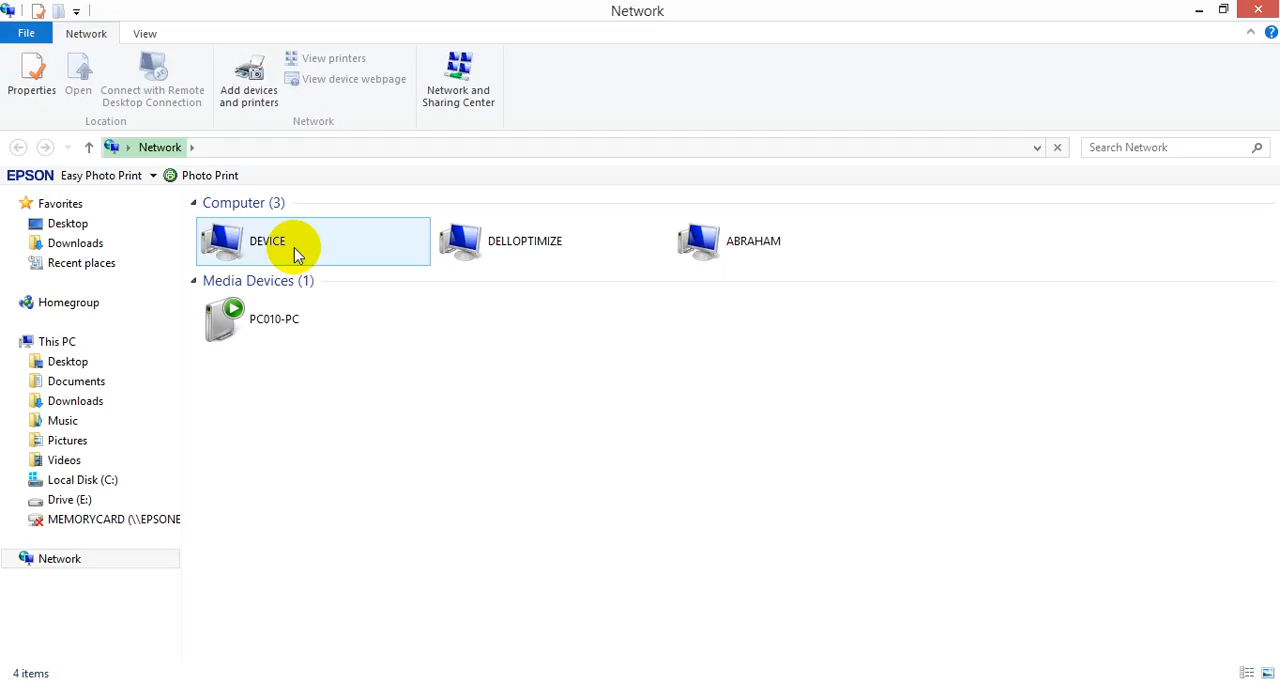 Network
File
Network
View
Properties
Open
Connect with Remote
Desktop Connection
Location
Add devices
and printers
View printers
View device webpage
Network
Network and
Sharing Center
Network
Search Network
EPSON Easy Photo Print Photo Print
Favorites
Desktop
Downloads
Recent places
Homegroup
This PC
Desktop
Documents
Downloads
Music
Pictures
Videos
Local Disk (C:)
Drive (E:)
MEMORYCARD (\\EPSONE
Network
Computer (3)
DEVICE
DELLOPTIMIZE
ABRAHAM
Media Devices (1)
PC010-PC
4 items